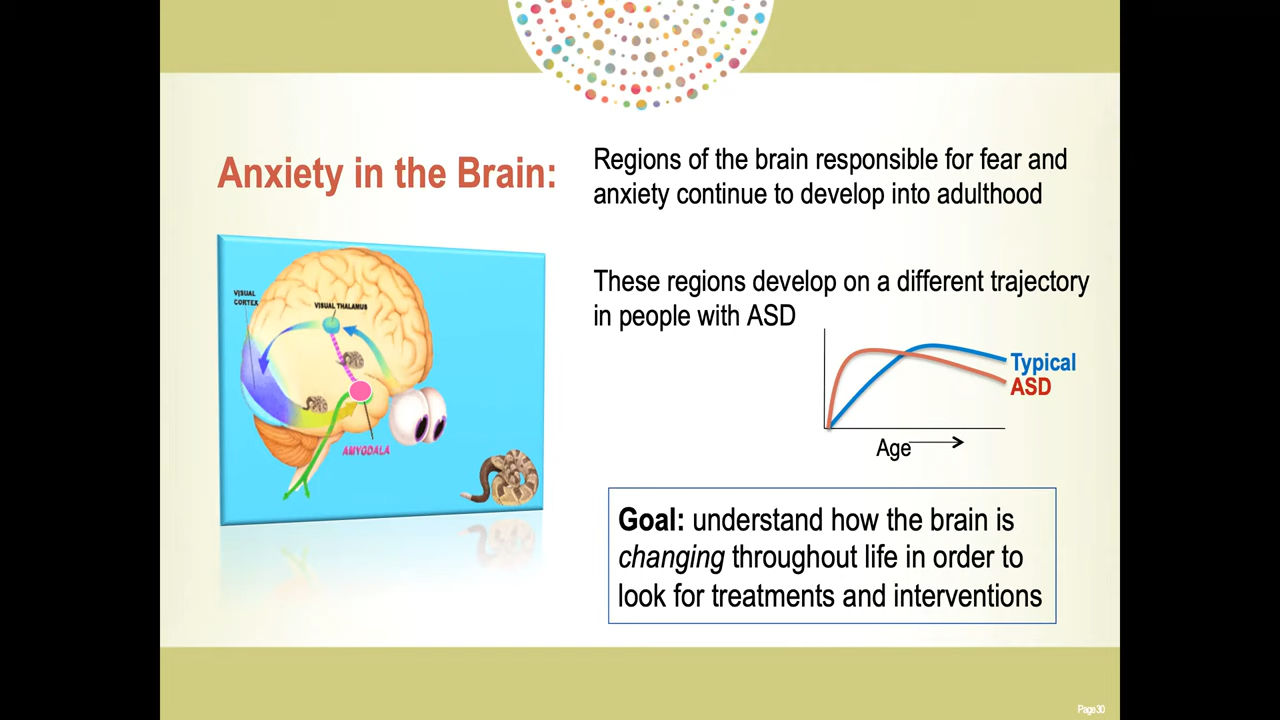 Anxiety in the Brain:
VISUAL
CORTEX
VISUAL THALAMUS
AMYGDALA
Regions of the brain responsible for fear and
anxiety continue to develop into adulthood
These regions develop on a different trajectory
in people with ASD
Typical
ASD
Age
Goal: understand how the brain is
changing throughout life in order to
look for treatments and interventions
Page30